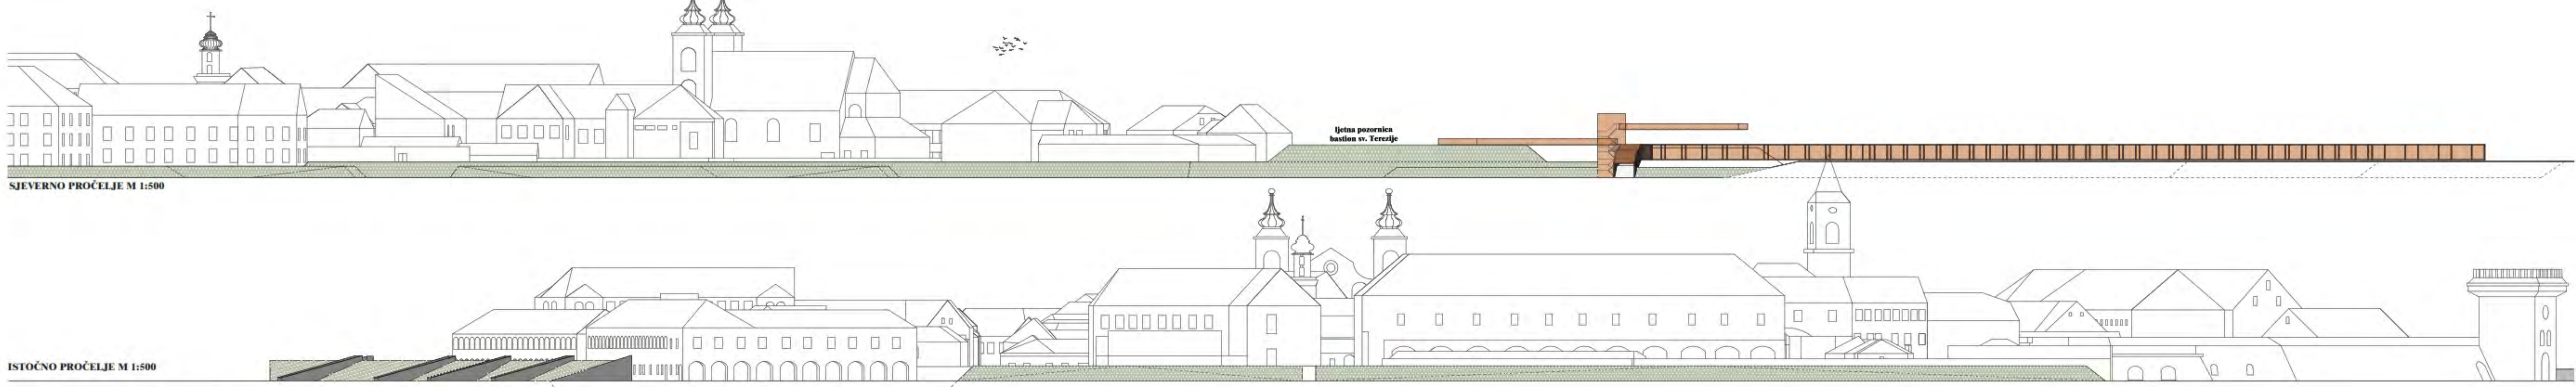 ljetna pozornica
bastion sv. Terezije
SJEVERNO PROČELJE M 1:500
ISTOČNO PROČELJE M 1:500